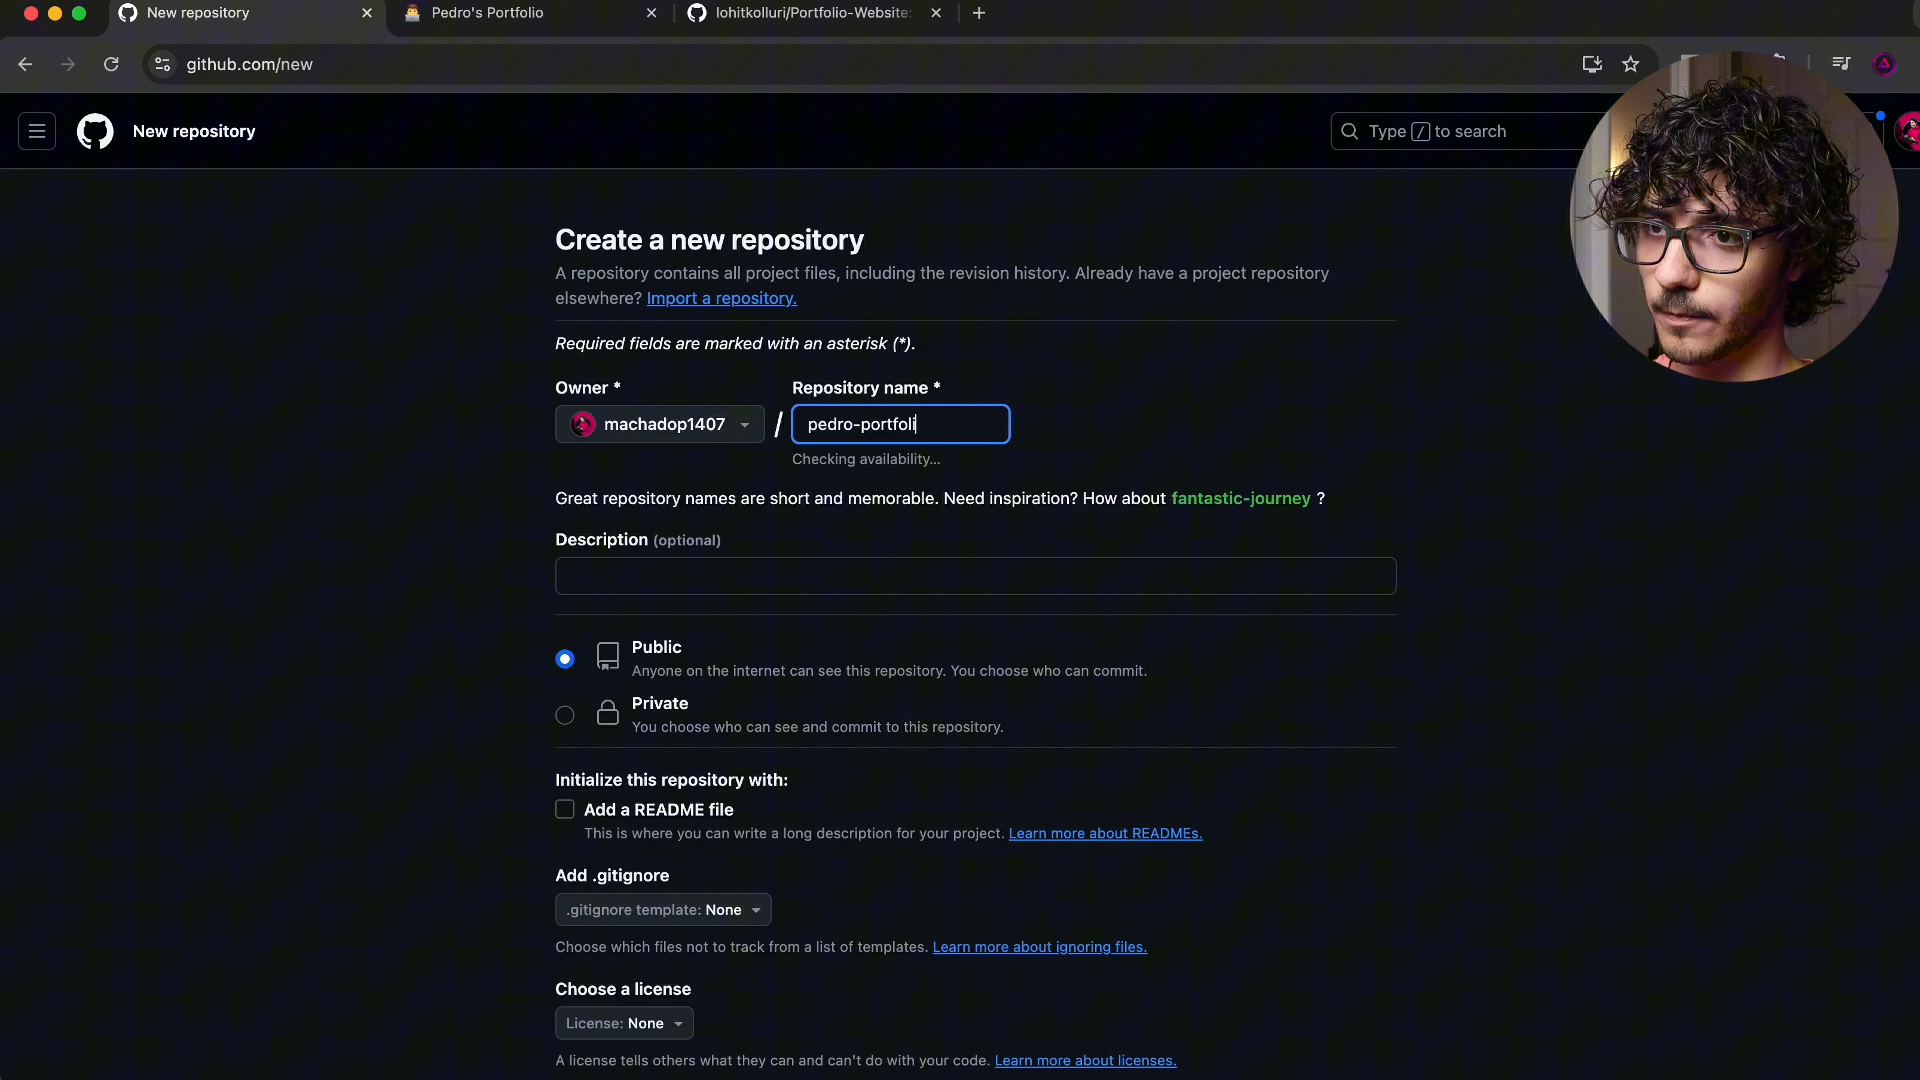 New repository
Pedro's Portfolio
lohitkolluri/Portfolio-Website:
github.com/new
New repository
Type / to search
Create a new repository
A repository contains all project files, including the revision history. Already have a project repository
elsewhere? Import a repository.
Required fields are marked with an asterisk (*).
Owner *
Repository name *
machadop1407
/
pedro-portfoli
Checking availability...
Great repository names are short and memorable. Need inspiration? How about fantastic-journey ?
Description (optional)
Public
Anyone on the internet can see this repository. You choose who can commit.
Private
You choose who can see and commit to this repository.
Initialize this repository with:
Add a README file
This is where you can write a long description for your project. Learn more about READMEs.
Add .gitignore
.gitignore template: None
Choose which files not to track from a list of templates. Learn more about ignoring files.
Choose a license
License: None
A license tells others what they can and can't do with your code. Learn more about licenses.